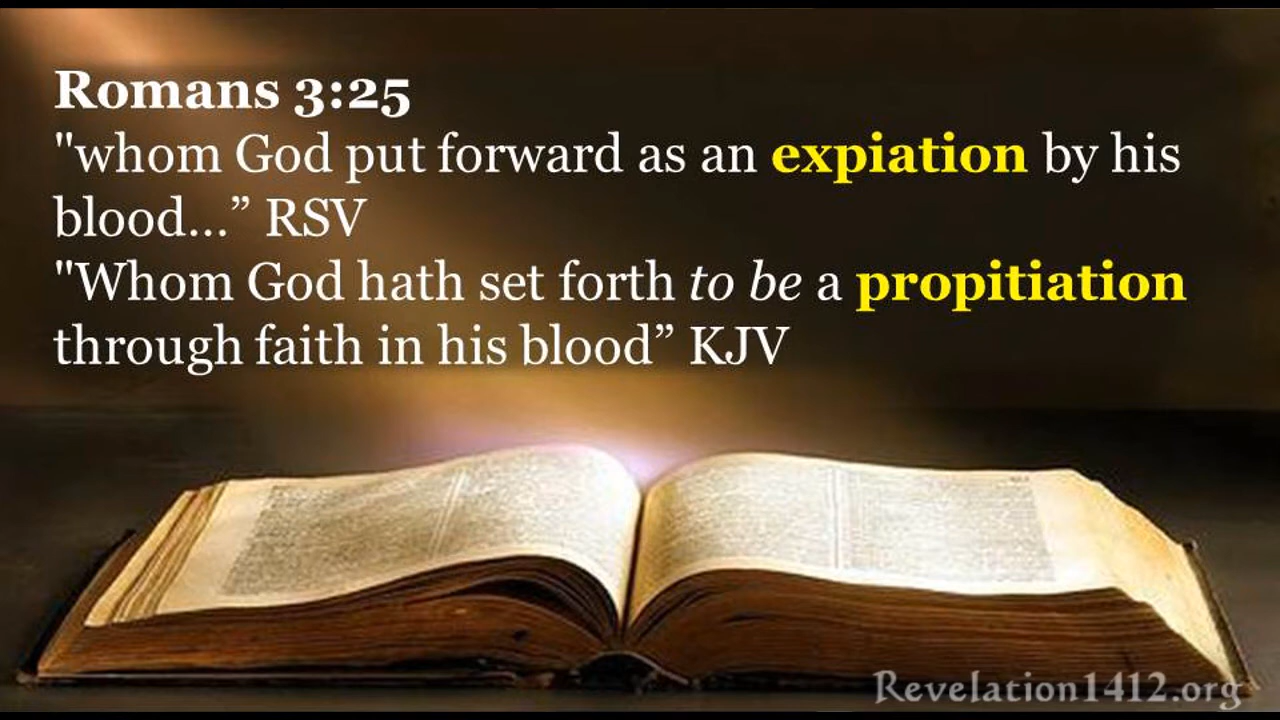 Romans 3:25
"whom God put forward as an expiation by his
blood...” RSV
"Whom God hath set forth to be a propitiation
through faith in his blood” KJV
Revelation1412.org